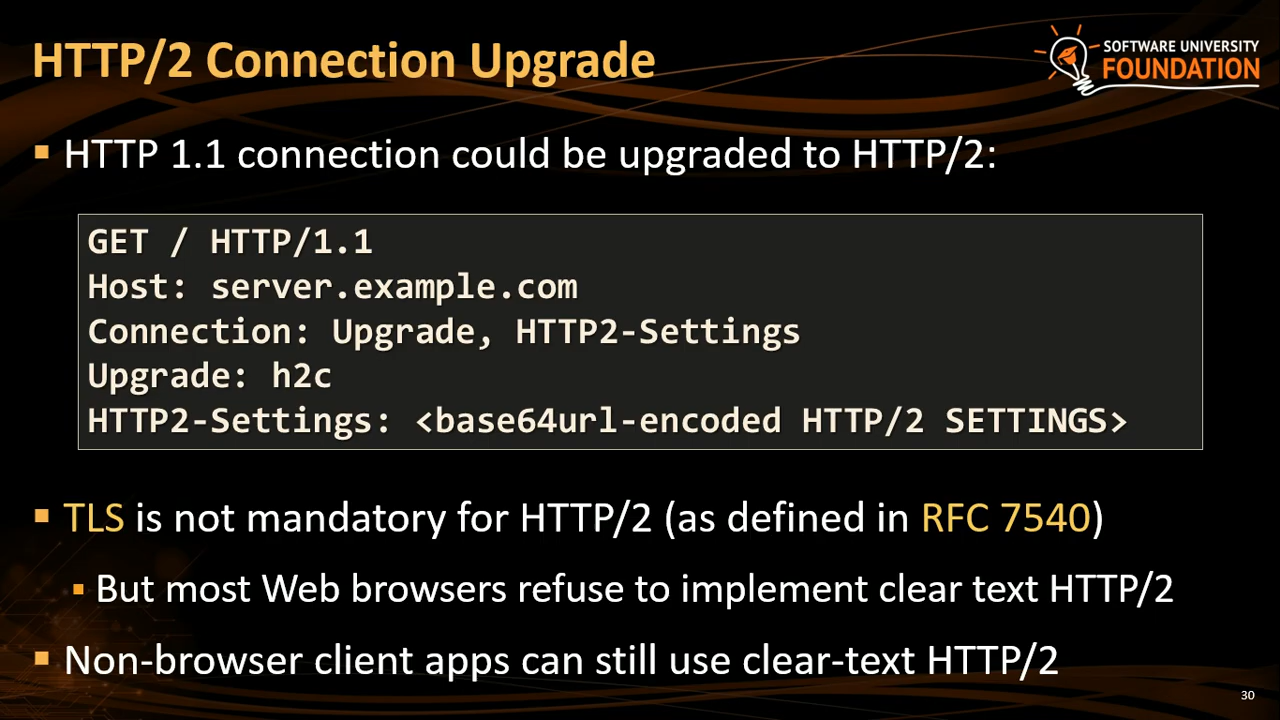 HTTP/2 Connection Upgrade
SOFTWARE UNIVERSITY
FOUNDATION
▪ HTTP 1.1 connection could be upgraded to HTTP/2:
GET / HTTP/1.1
Host: server.example.com
Connection: Upgrade, HTTP2-Settings
Upgrade: h2c
HTTP2-Settings: <base64url-encoded HTTP/2 SETTINGS>
▪ TLS is not mandatory for HTTP/2 (as defined in RFC 7540)
▪ But most Web browsers refuse to implement clear text HTTP/2
▪ Non-browser client apps can still use clear-text HTTP/2
30